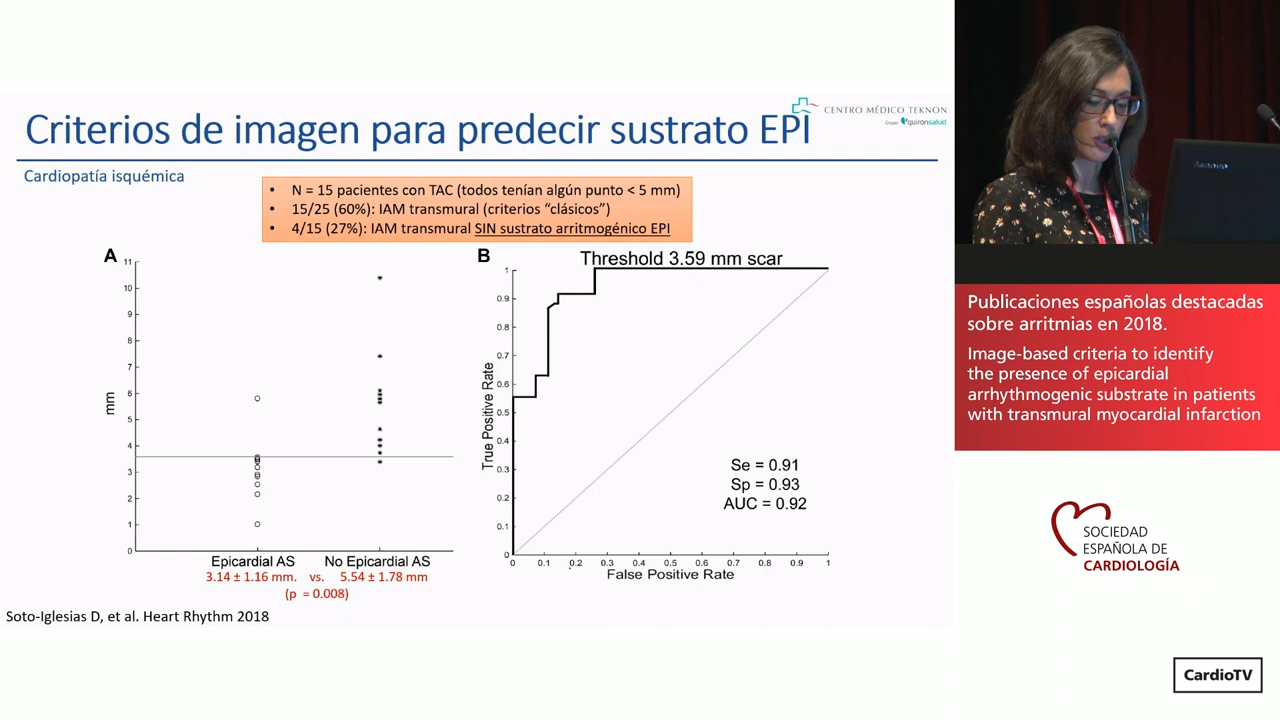 Criterios de imagen para predecir sustrato EPI
CENTRO MÉDICO TEKNON
Grupo quironsalud
Cardiopatía isquémica
• N = 15 pacientes con TAC (todos tenían algún punto < 5 mm)
• 15/25 (60%): IAM transmural (criterios “clásicos”)
• 4/15 (27%): IAM transmural SIN sustrato arritmogénico EPI
A
11
10
9
8
7
6
5
4
3
2
1
0
mm
Epicardial AS
No Epicardial AS
3.14 ± 1.16 mm. vs. 5.54 ± 1.78 mm
(p = 0.008)
B
Threshold 3.59 mm scar
1
0.9
0.8
0.7
0.6
0.5
0.4
0.3
0.2
0.1
0
True Positive Rate
Se = 0.91
Sp = 0.93
AUC = 0.92
0 0.1 0.2 0.3 0.4 0.5 0.6 0.7 0.8 0.9 1
False Positive Rate
Soto-Iglesias D, et al. Heart Rhythm 2018
lenovo
Publicaciones españolas destacadas
sobre arritmias en 2018.
Image-based criteria to identify
the presence of epicardial
arrhythmogenic substrate in patients
with transmural myocardial infarction
SOCIEDAD
ESPAÑOLA DE
CARDIOLOGÍA
CardioTV